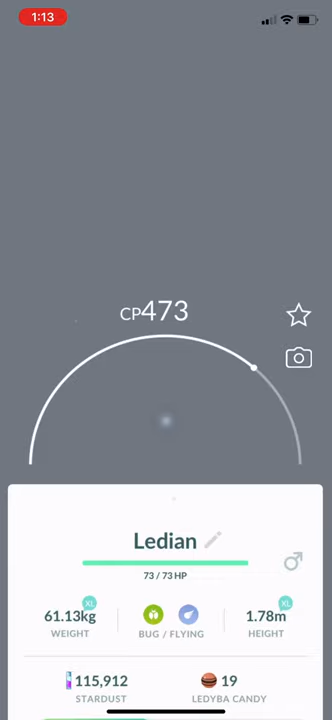 1:13
CP473
Ledian
73 / 73 HP
XL XL
61.13kg 1.78m
WEIGHT BUG / FLYING HEIGHT
115,912 19
STARDUST LEDYBA CANDY